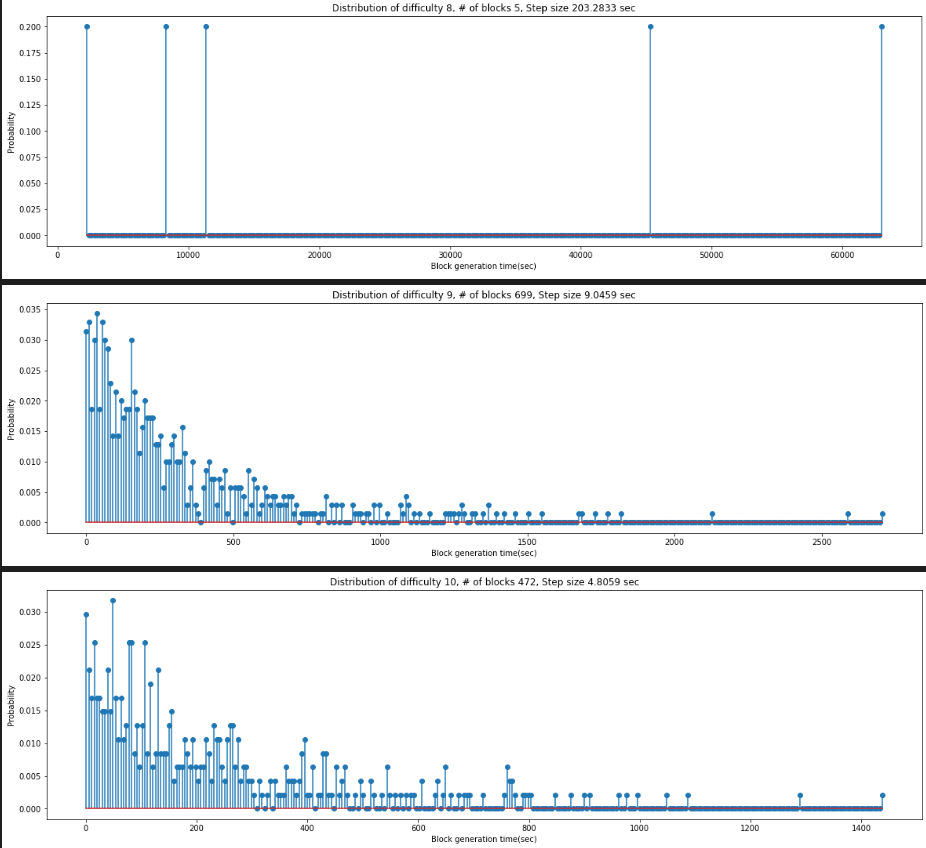 Distribution of difficulty 8, # of blocks 5, Step size 203.2833 sec
0.200
0.175
0.150
0.125
0.100
0.075
0.050
0.025
0.000
Probability
0 10000 20000 30000 40000 50000 60000
Block generation time(sec)
Distribution of difficulty 9, # of blocks 699, Step size 9.0459 sec
0.035
0.030
0.025
0.020
0.015
0.010
0.005
0.000
Probability
0 500 1000 1500 2000 2500
Block generation time(sec)
Distribution of difficulty 10, # of blocks 472, Step size 4.8059 sec
0.030
0.025
0.020
0.015
0.010
0.005
0.000
Probability
0 200 400 600 800 1000 1200 1400
Block generation time(sec)